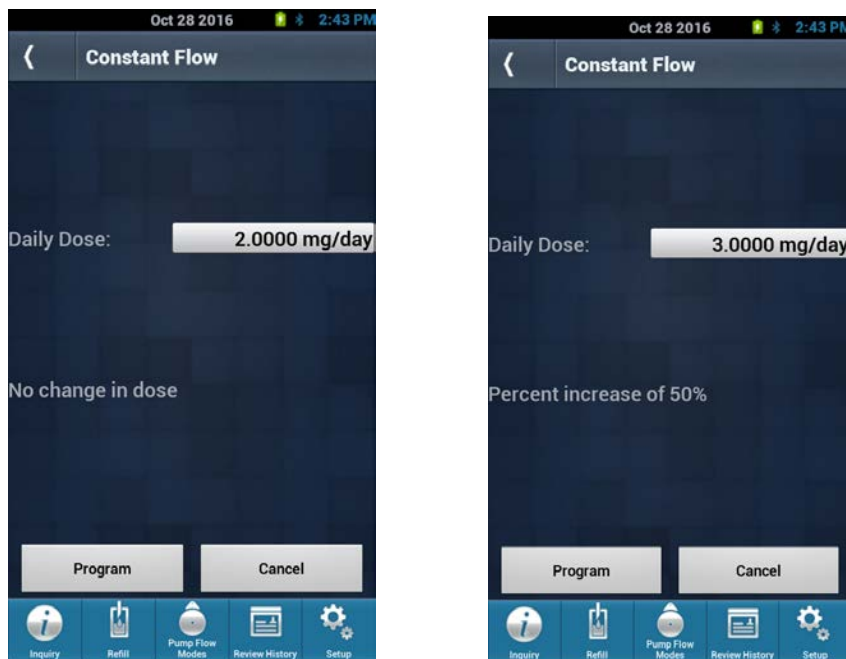 Oct 28 2016 2:43 PM
Constant Flow
Daily Dose: 2.0000 mg/day
No change in dose
Program Cancel
Inquiry Refill Pump Flow Modes Review History Setup
Oct 28 2016 2:43 PM
Constant Flow
Daily Dose: 3.0000 mg/day
Percent increase of 50%
Program Cancel
Inquiry Refill Pump Flow Modes Review History Setup